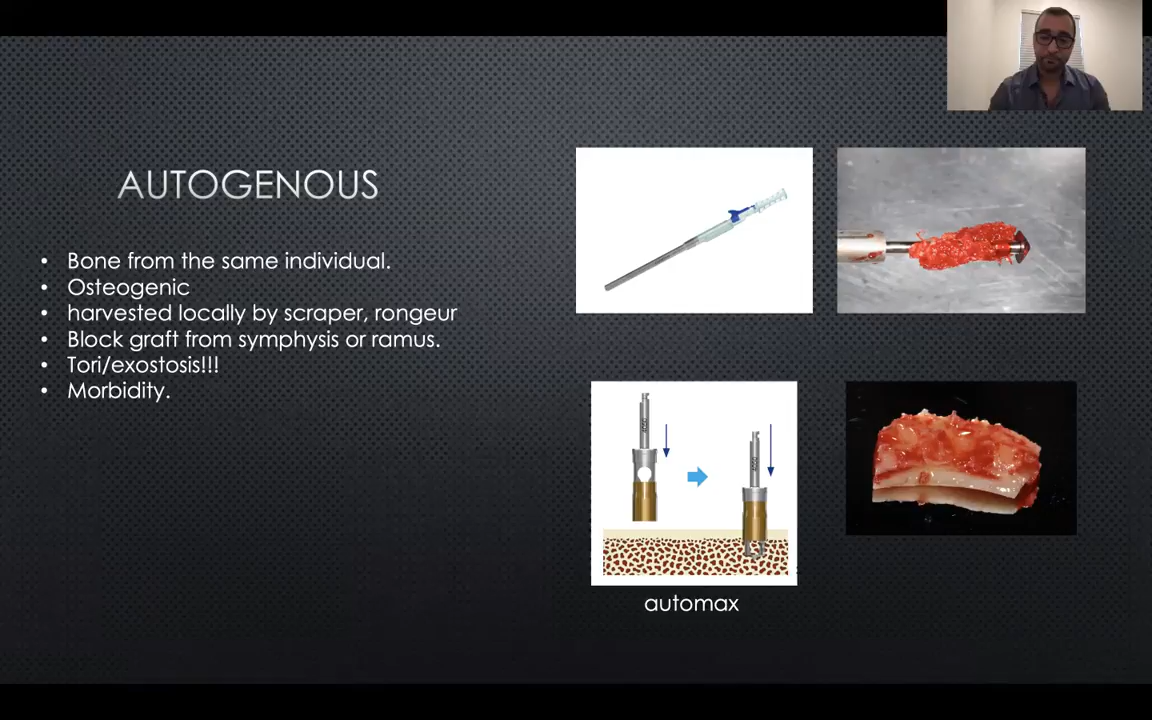 AUTOGENOUS
• Bone from the same individual.
• Osteogenic
• harvested locally by scraper, rongeur
• Block graft from symphysis or ramus.
• Tori/exostosis!!!
• Morbidity.
automax